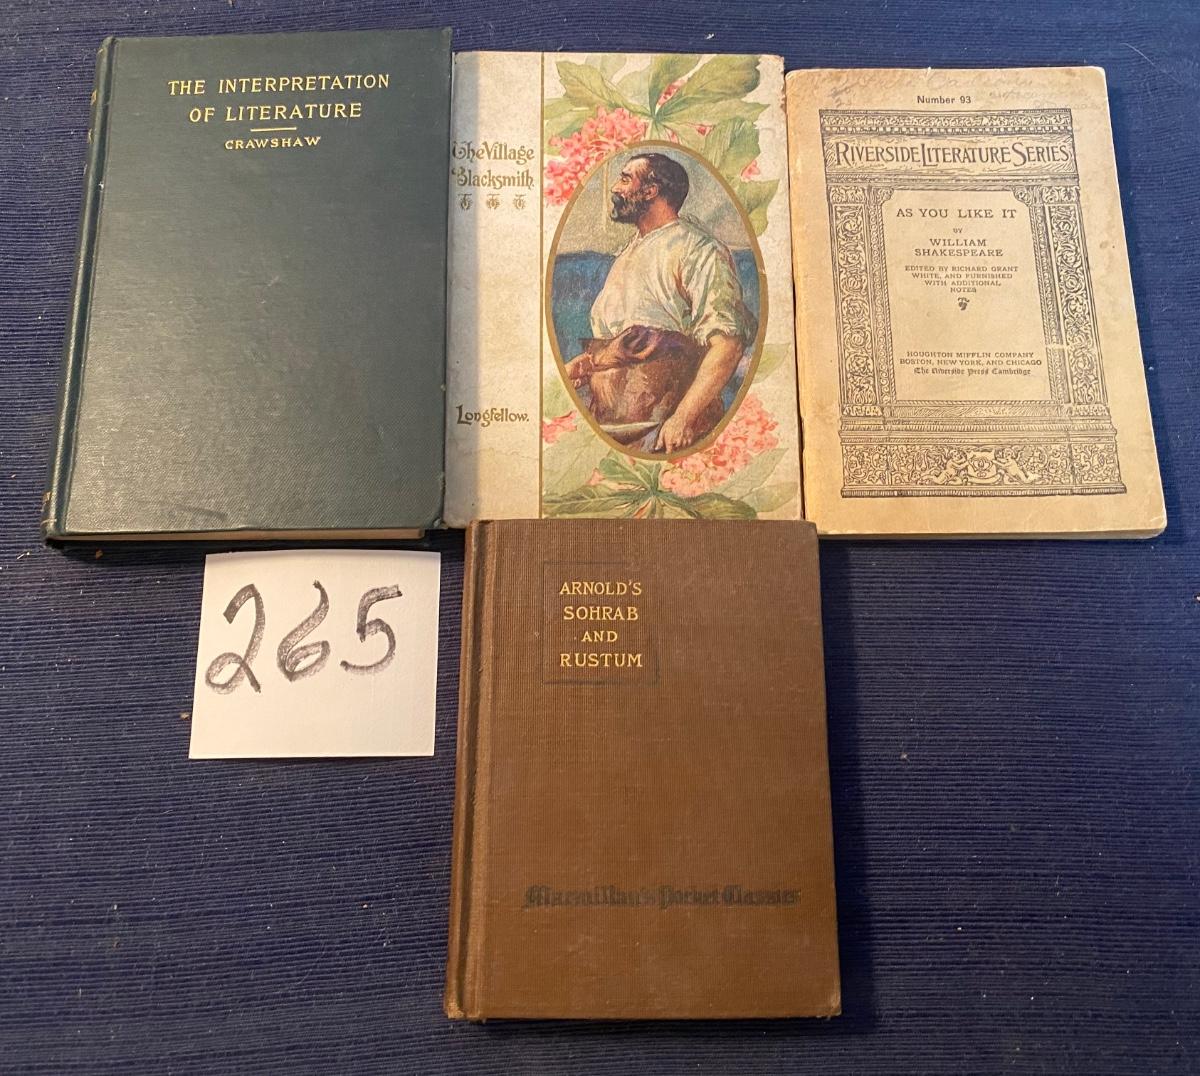 THE INTERPRETATION
OF LITERATURE
CRAWSHAW
The Village
Blacksmith.
Longfellow.
Number 93
RIVERSIDE LITERATURE SERIES
AS YOU LIKE IT
BY
WILLIAM
SHAKESPEARE
EDITED BY RICHARD GRANT
WHITE, AND FURNISHED
WITH ADDITIONAL
NOTES
HOUGHTON MIFFLIN COMPANY
BOSTON, NEW YORK, AND CHICAGO
The Riverside Press Cambridge
265
ARNOLD'S
SOHRAB
AND
RUSTUM
Macmillan's Pocket Classics